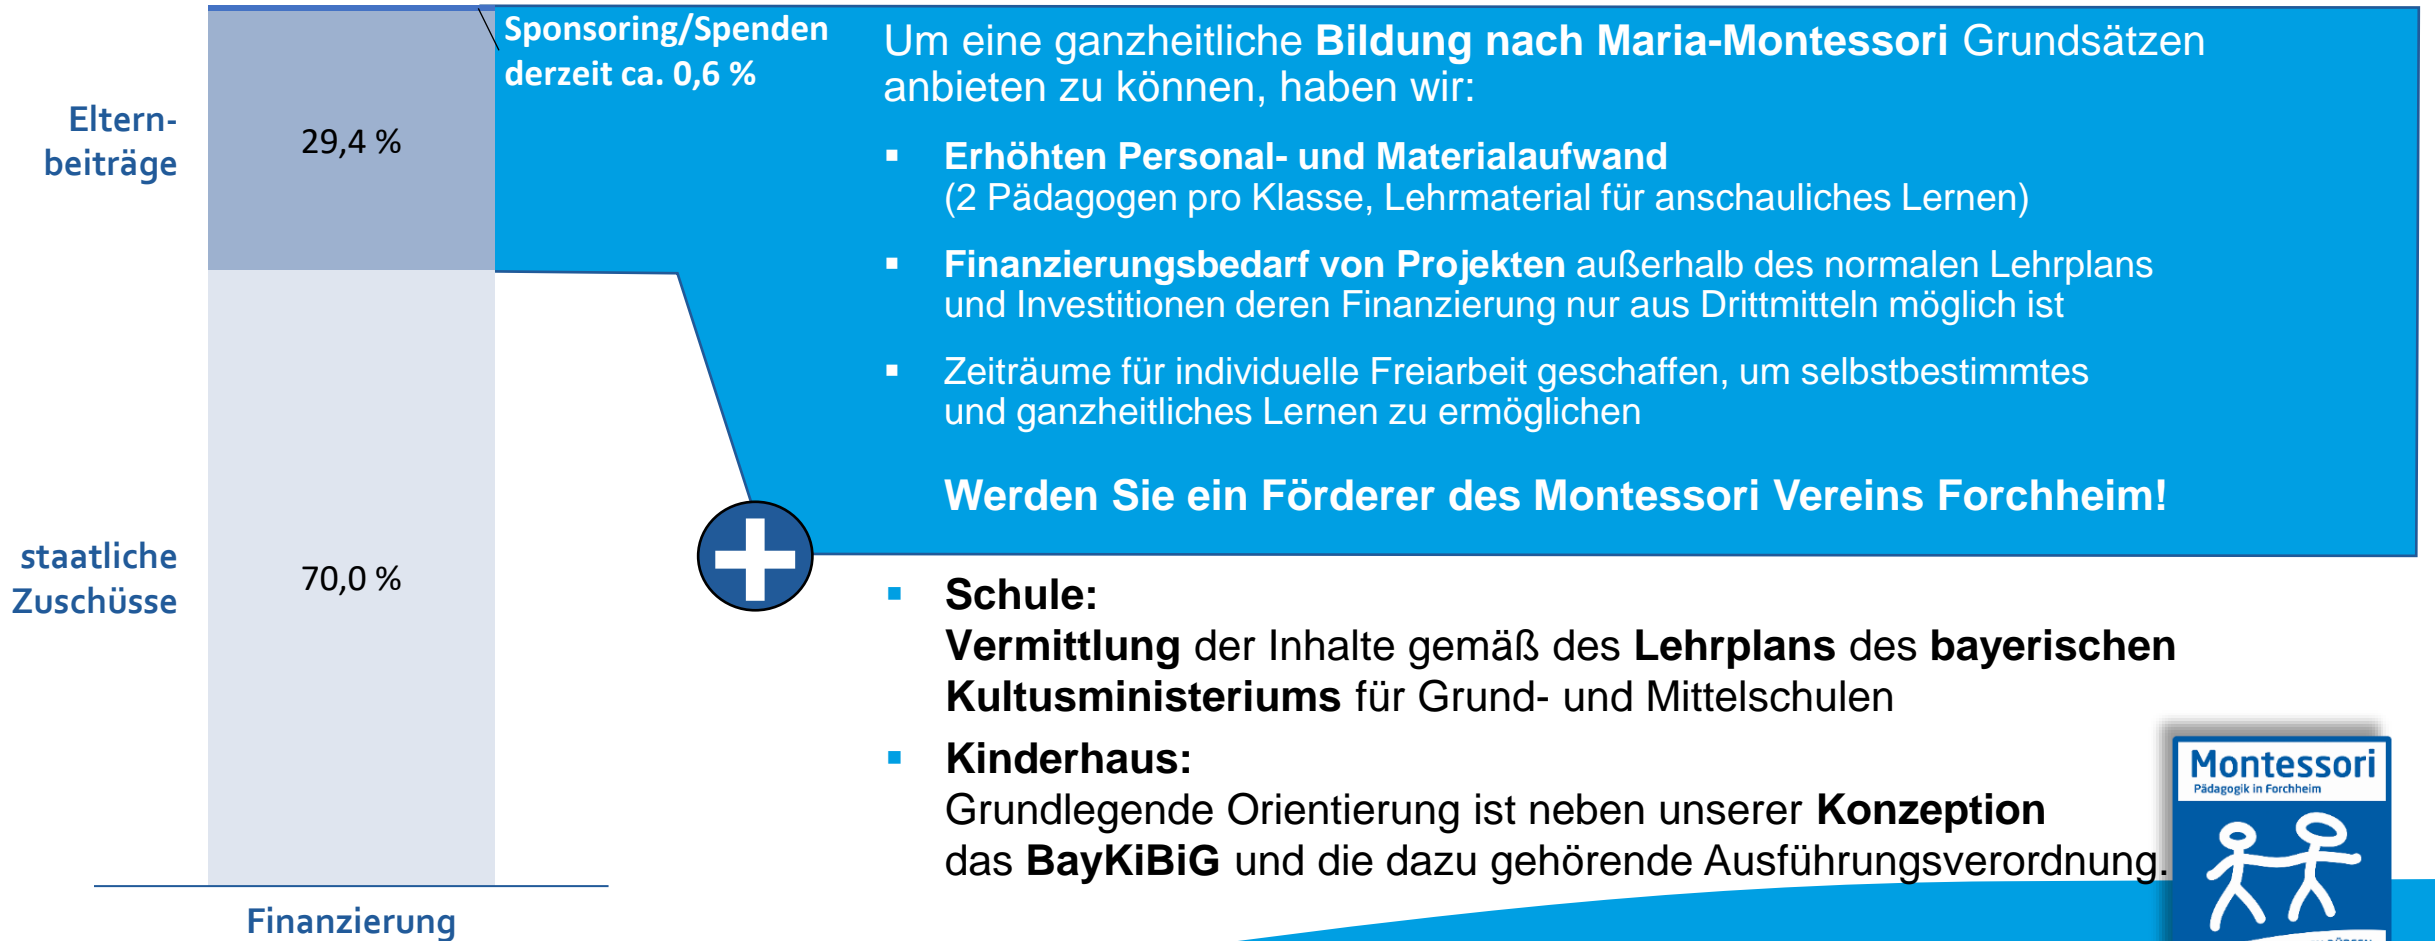 Sponsoring/Spenden
derzeit ca. 0,6 %
Eltern-
beiträge
29,4 %
staatliche
Zuschüsse
70,0 %
Finanzierung
Um eine ganzheitliche Bildung nach Maria-Montessori Grundsätzen
anbieten zu können, haben wir:
▪ Erhöhten Personal- und Materialaufwand
(2 Pädagogen pro Klasse, Lehrmaterial für anschauliches Lernen)
▪ Finanzierungsbedarf von Projekten außerhalb des normalen Lehrplans
und Investitionen deren Finanzierung nur aus Drittmitteln möglich ist
▪ Zeiträume für individuelle Freiarbeit geschaffen, um selbstbestimmtes
und ganzheitliches Lernen zu ermöglichen
Werden Sie ein Förderer des Montessori Vereins Forchheim!
▪ Schule:
Vermittlung der Inhalte gemäß des Lehrplans des bayerischen
Kultusministeriums für Grund- und Mittelschulen
▪ Kinderhaus:
Grundlegende Orientierung ist neben unserer Konzeption
das BayKiBiG und die dazu gehörende Ausführungsverordnung.
Montessori
Pädagogik in Forchheim